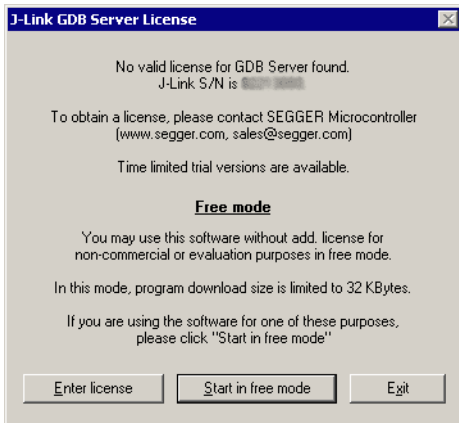 J-Link GDB Server License
No valid license for GDB Server found.
J-Link S/N is
To obtain a license, please contact SEGGER Microcontroller
(www.segger.com, sales@segger.com)
Time limited trial versions are available.
Free mode
You may use this software without add. license for
non-commercial or evaluation purposes in free mode.
In this mode, program download size is limited to 32 KBytes.
If you are using the software for one of these purposes,
please click "Start in free mode"
Enter license Start in free mode Exit